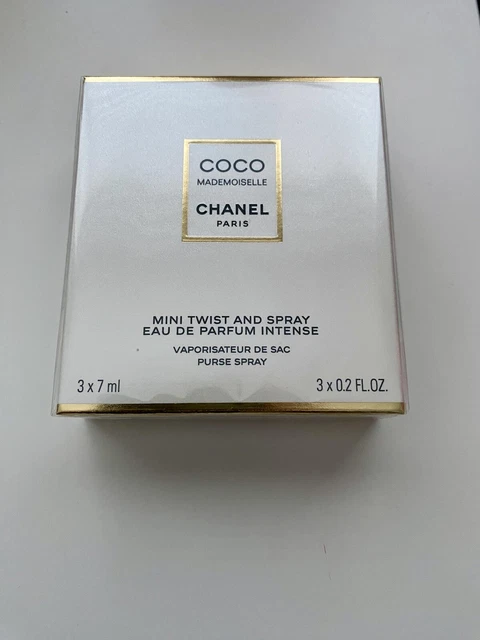 COCO
MADEMOISELLE
CHANEL
PARIS
MINI TWIST AND SPRAY
EAU DE PARFUM INTENSE
VAPORISATEUR DE SAC
PURSE SPRAY
3 x 7 ml 3 x 0.2 FL.OZ.